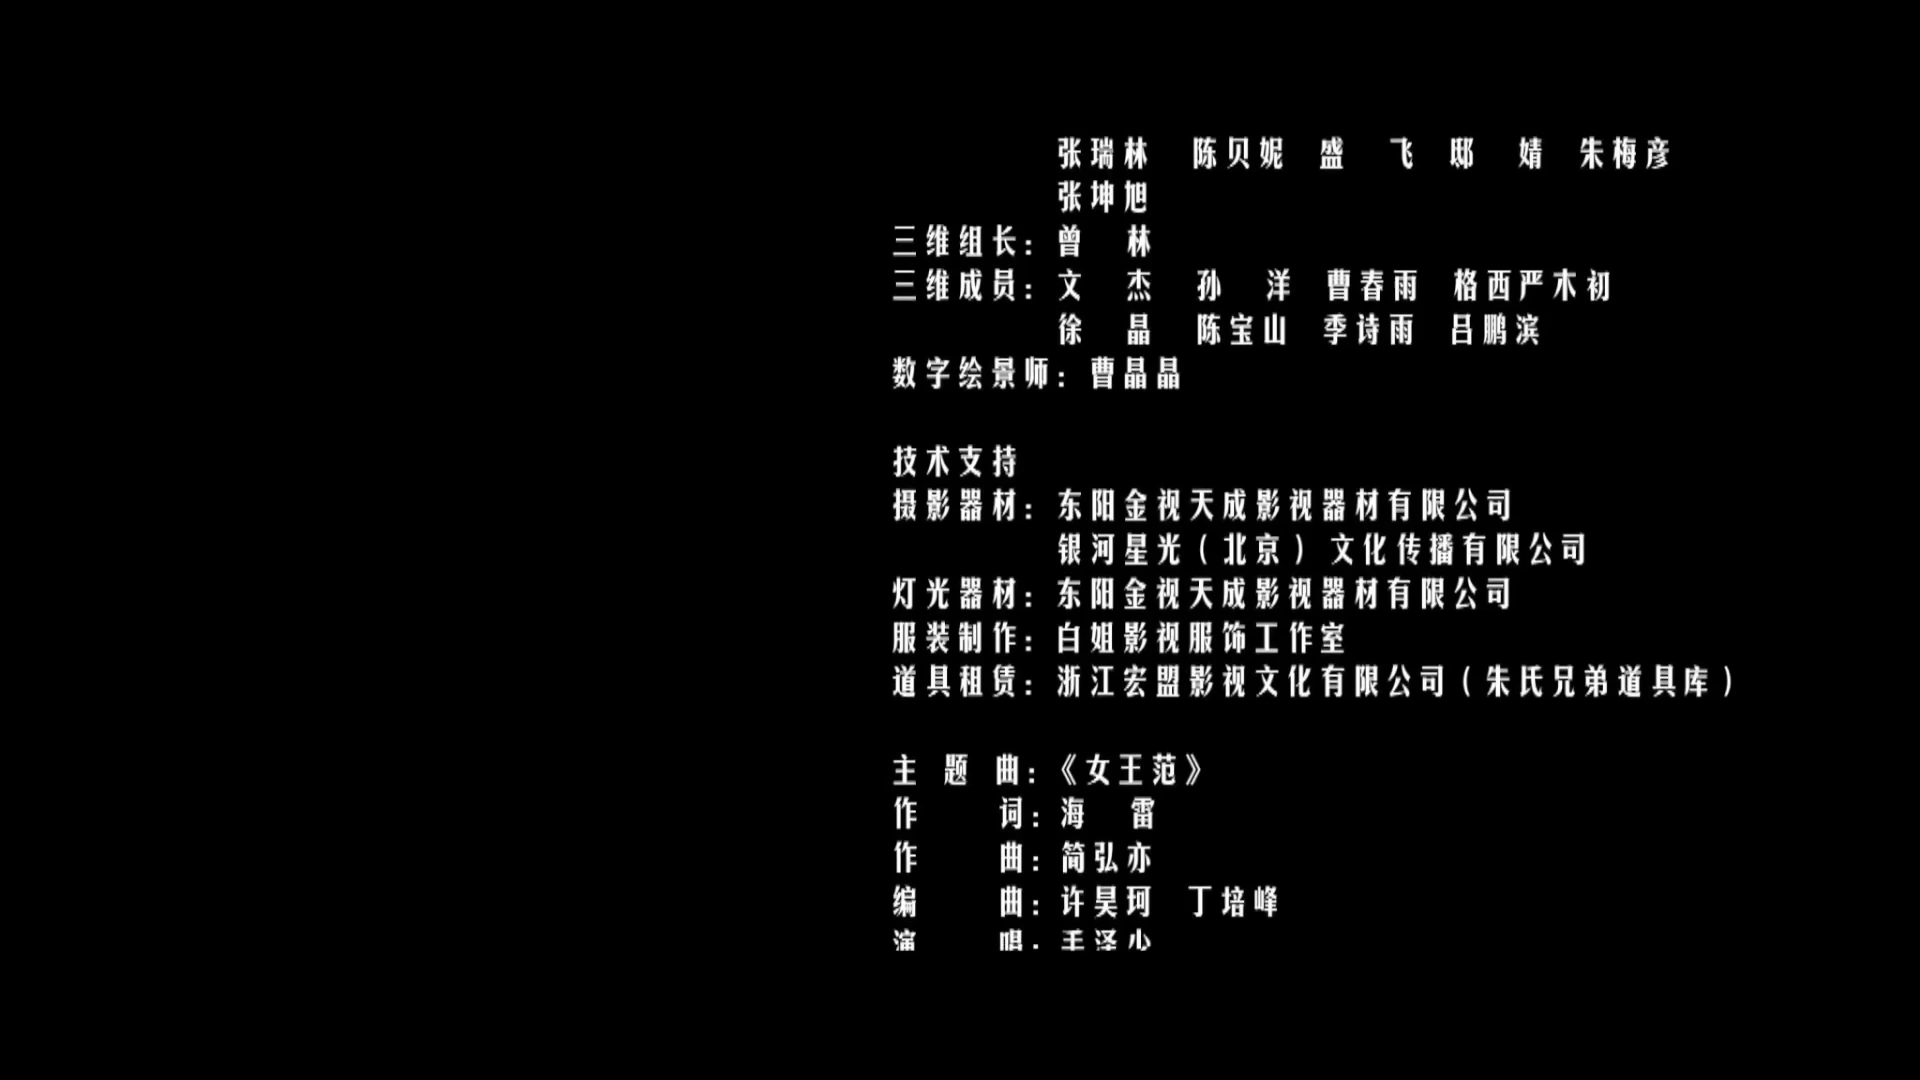 张瑞林 陈贝妮 盛 飞 邸 婧 朱梅彦
张坤旭
三维组长：曾 林
三维成员：文 杰 孙 洋 曹春雨 格西严木初
徐 晶 陈宝山 季诗雨 吕鹏滨
数字绘景师：曹晶晶
技术支持
摄影器材：东阳金视天成影视器材有限公司
银河星光（北京）文化传播有限公司
灯光器材：东阳金视天成影视器材有限公司
服装制作：白姐影视服饰工作室
道具租赁：浙江宏盟影视文化有限公司（朱氏兄弟道具库）
主 题 曲：《女王范》
作 词：海 雷
作 曲：简弘亦
编 曲：许昊珂 丁培峰
演 唱：